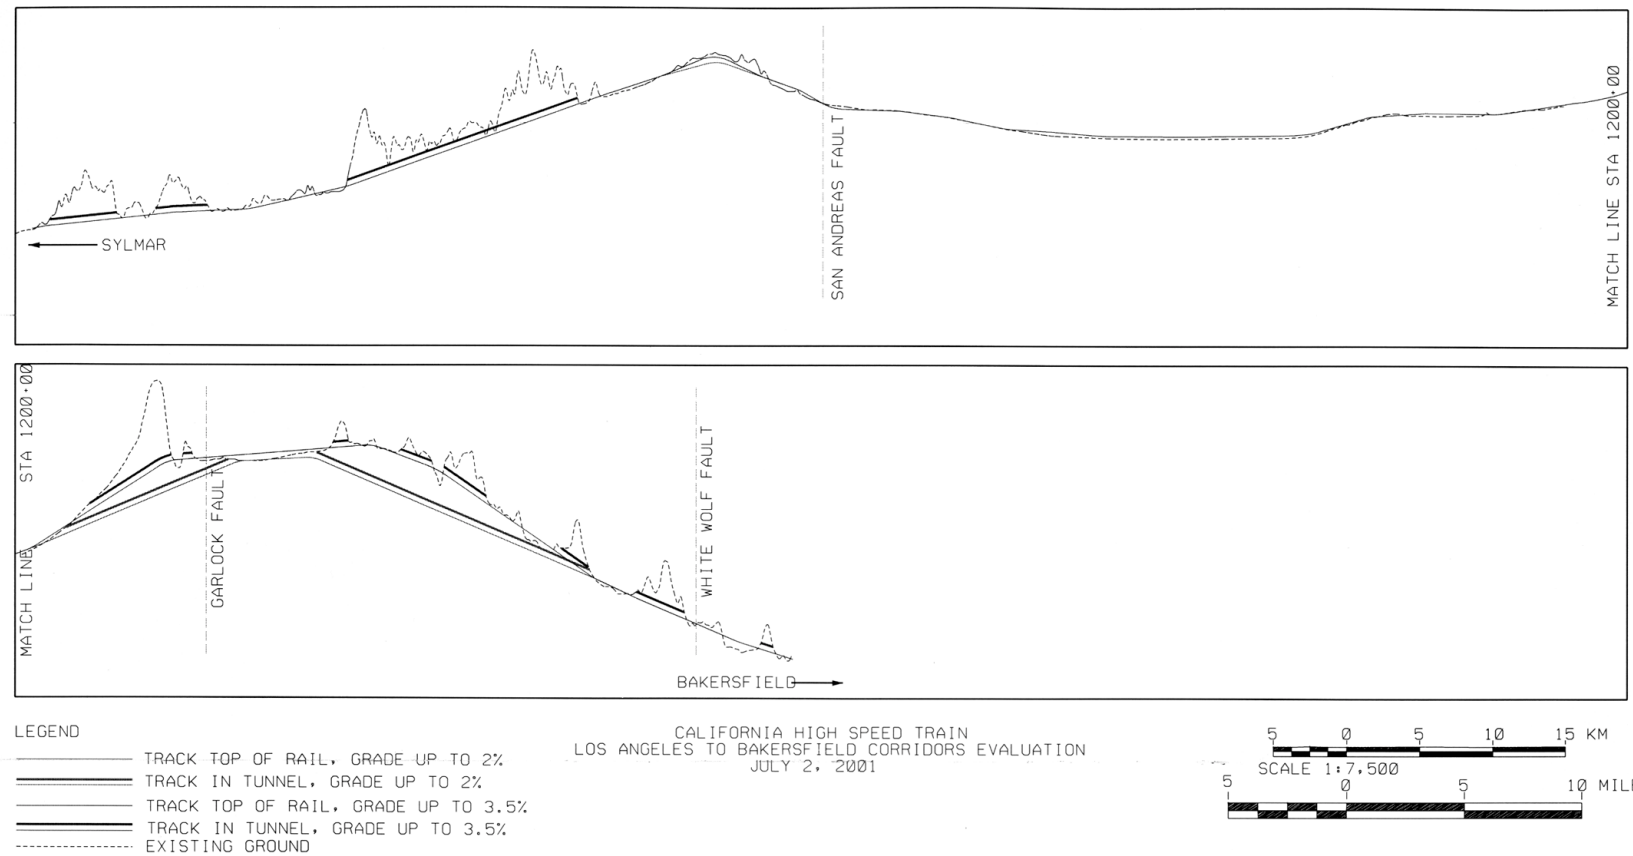 SYLMAR
SAN ANDREAS FAULT
MATCH LINE STA 1200+00
MATCH LINE STA 1200+00
GARLOCK FAULT
WHITE WOLF FAULT
BAKERSFIELD
LEGEND
TRACK TOP OF RAIL, GRADE UP TO 2%
TRACK IN TUNNEL, GRADE UP TO 2%
TRACK TOP OF RAIL, GRADE UP TO 3.5%
TRACK IN TUNNEL, GRADE UP TO 3.5%
EXISTING GROUND
CALIFORNIA HIGH SPEED TRAIN
LOS ANGELES TO BAKERSFIELD CORRIDORS EVALUATION
JULY 2, 2001
5 0 5 10 15 KM
SCALE 1:7,500
5 0 5 10 MIL